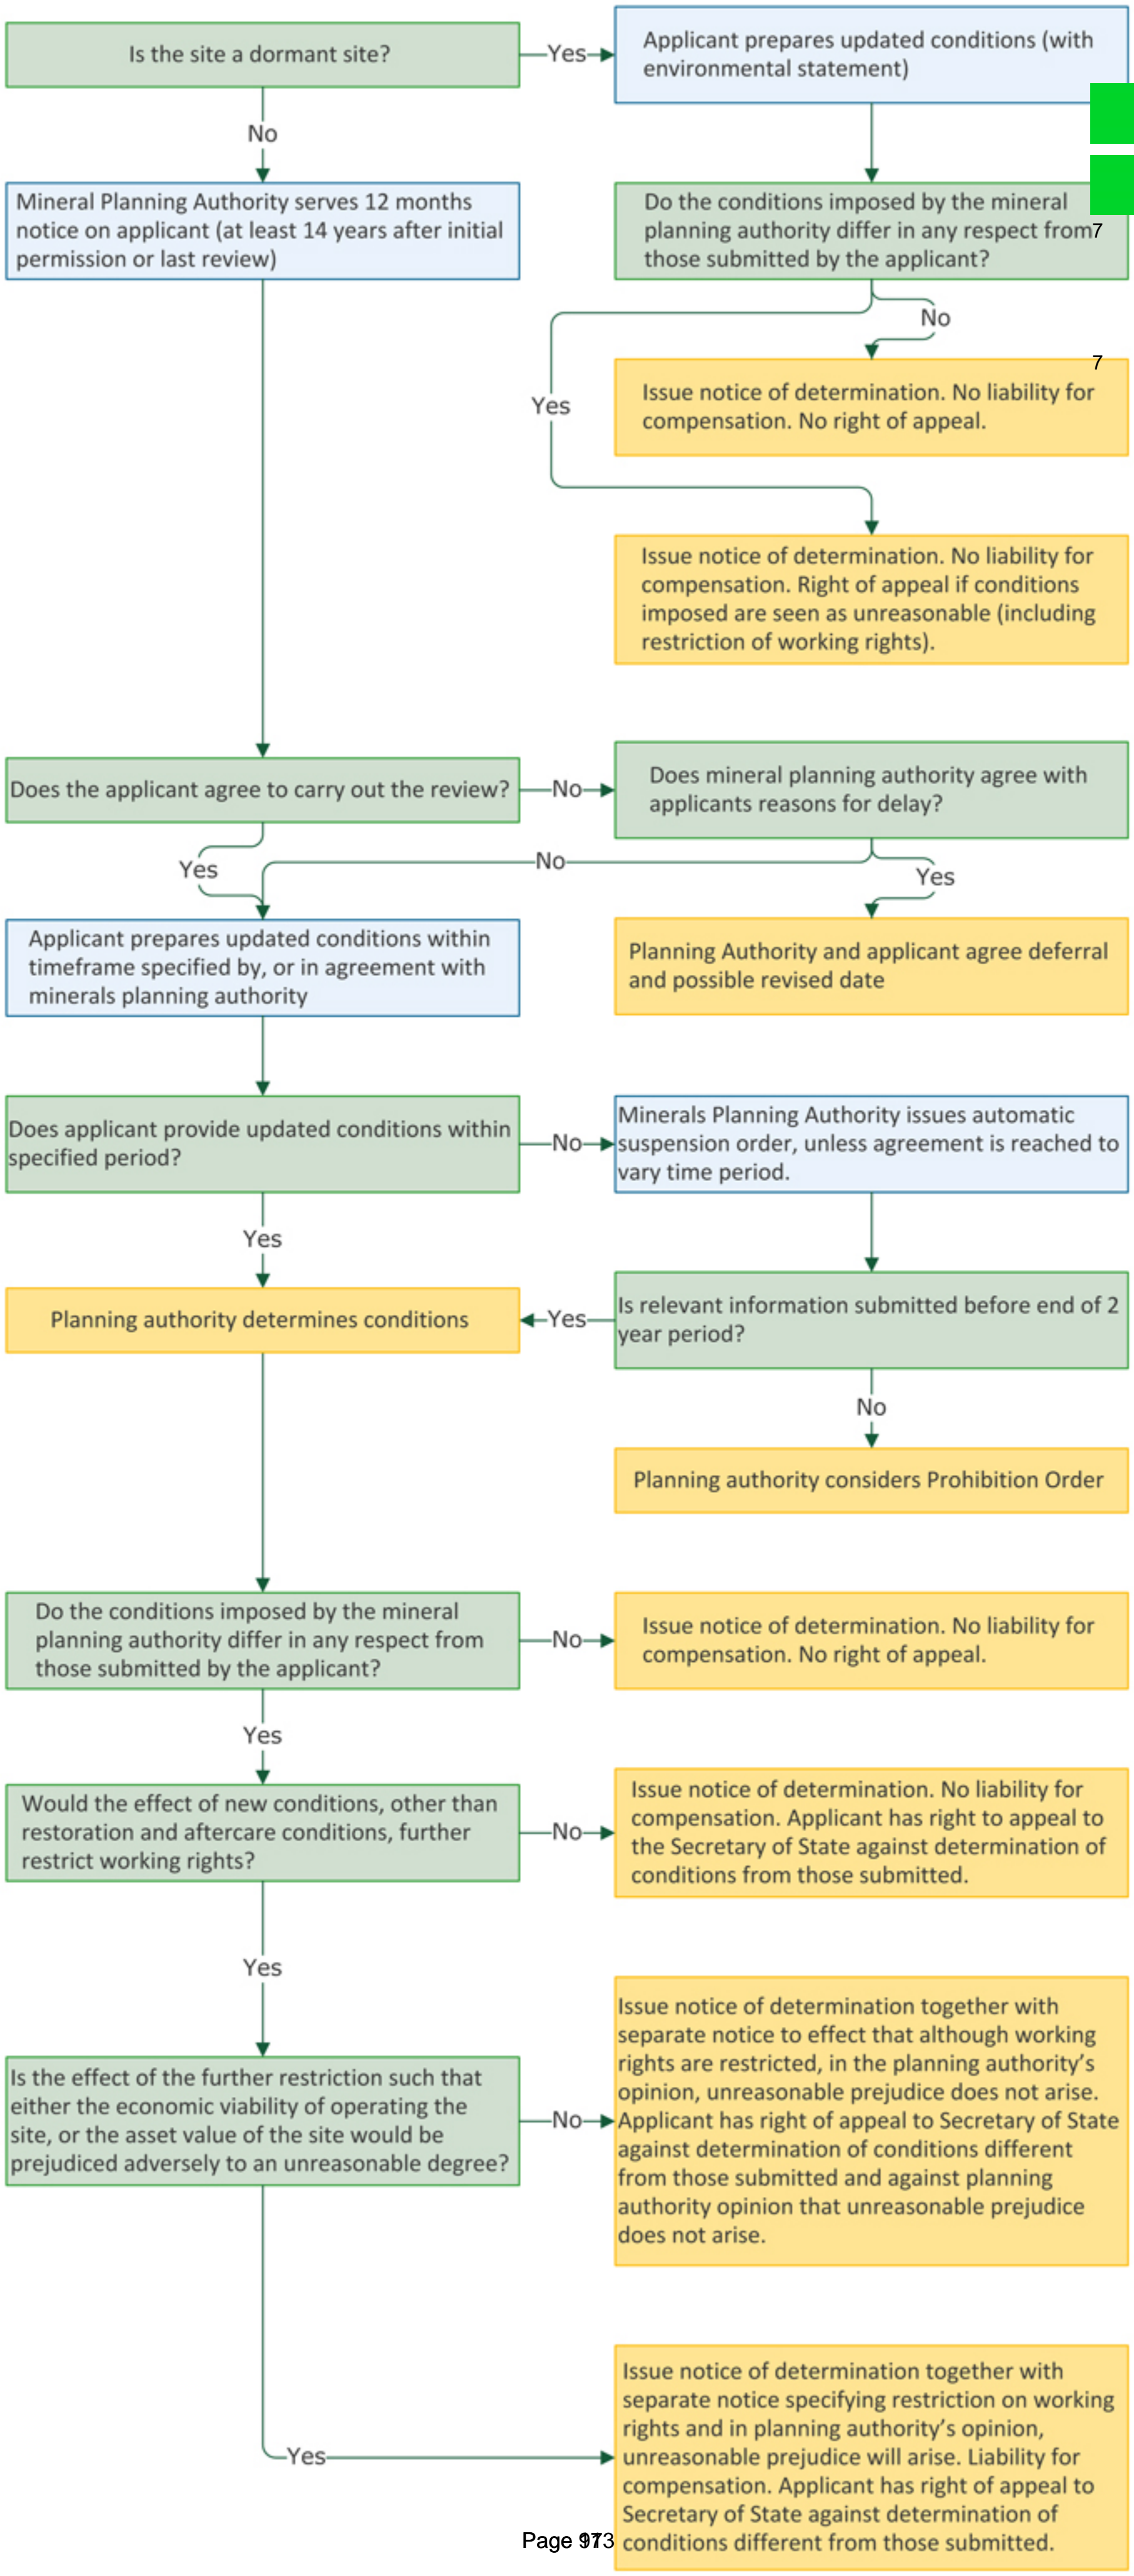 Is the site a dormant site?
Yes
Applicant prepares updated conditions (with
environmental statement)
No
Mineral Planning Authority serves 12 months
notice on applicant (at least 14 years after initial
permission or last review)
Do the conditions imposed by the mineral
planning authority differ in any respect from
those submitted by the applicant?
7
No
7
Issue notice of determination. No liability for
compensation. No right of appeal.
Yes
Issue notice of determination. No liability for
compensation. Right of appeal if conditions
imposed are seen as unreasonable (including
restriction of working rights).
Does the applicant agree to carry out the review?
No
Does mineral planning authority agree with
applicants reasons for delay?
Yes
No
Yes
Applicant prepares updated conditions within
timeframe specified by, or in agreement with
minerals planning authority
Planning Authority and applicant agree deferral
and possible revised date
Does applicant provide updated conditions within
specified period?
No
Minerals Planning Authority issues automatic
suspension order, unless agreement is reached to
vary time period.
Yes
Planning authority determines conditions
Yes
Is relevant information submitted before end of 2
year period?
No
Planning authority considers Prohibition Order
Do the conditions imposed by the mineral
planning authority differ in any respect from
those submitted by the applicant?
No
Issue notice of determination. No liability for
compensation. No right of appeal.
Yes
Would the effect of new conditions, other than
restoration and aftercare conditions, further
restrict working rights?
No
Issue notice of determination. No liability for
compensation. Applicant has right to appeal to
the Secretary of State against determination of
conditions from those submitted.
Yes
Is the effect of the further restriction such that
either the economic viability of operating the
site, or the asset value of the site would be
prejudiced adversely to an unreasonable degree?
No
Issue notice of determination together with
separate notice to effect that although working
rights are restricted, in the planning authority's
opinion, unreasonable prejudice does not arise.
Applicant has right of appeal to Secretary of State
against determination of conditions different
from those submitted and against planning
authority opinion that unreasonable prejudice
does not arise.
Yes
Issue notice of determination together with
separate notice specifying restriction on working
rights and in planning authority's opinion,
unreasonable prejudice will arise. Liability for
compensation. Applicant has right of appeal to
Secretary of State against determination of
conditions different from those submitted.
Page